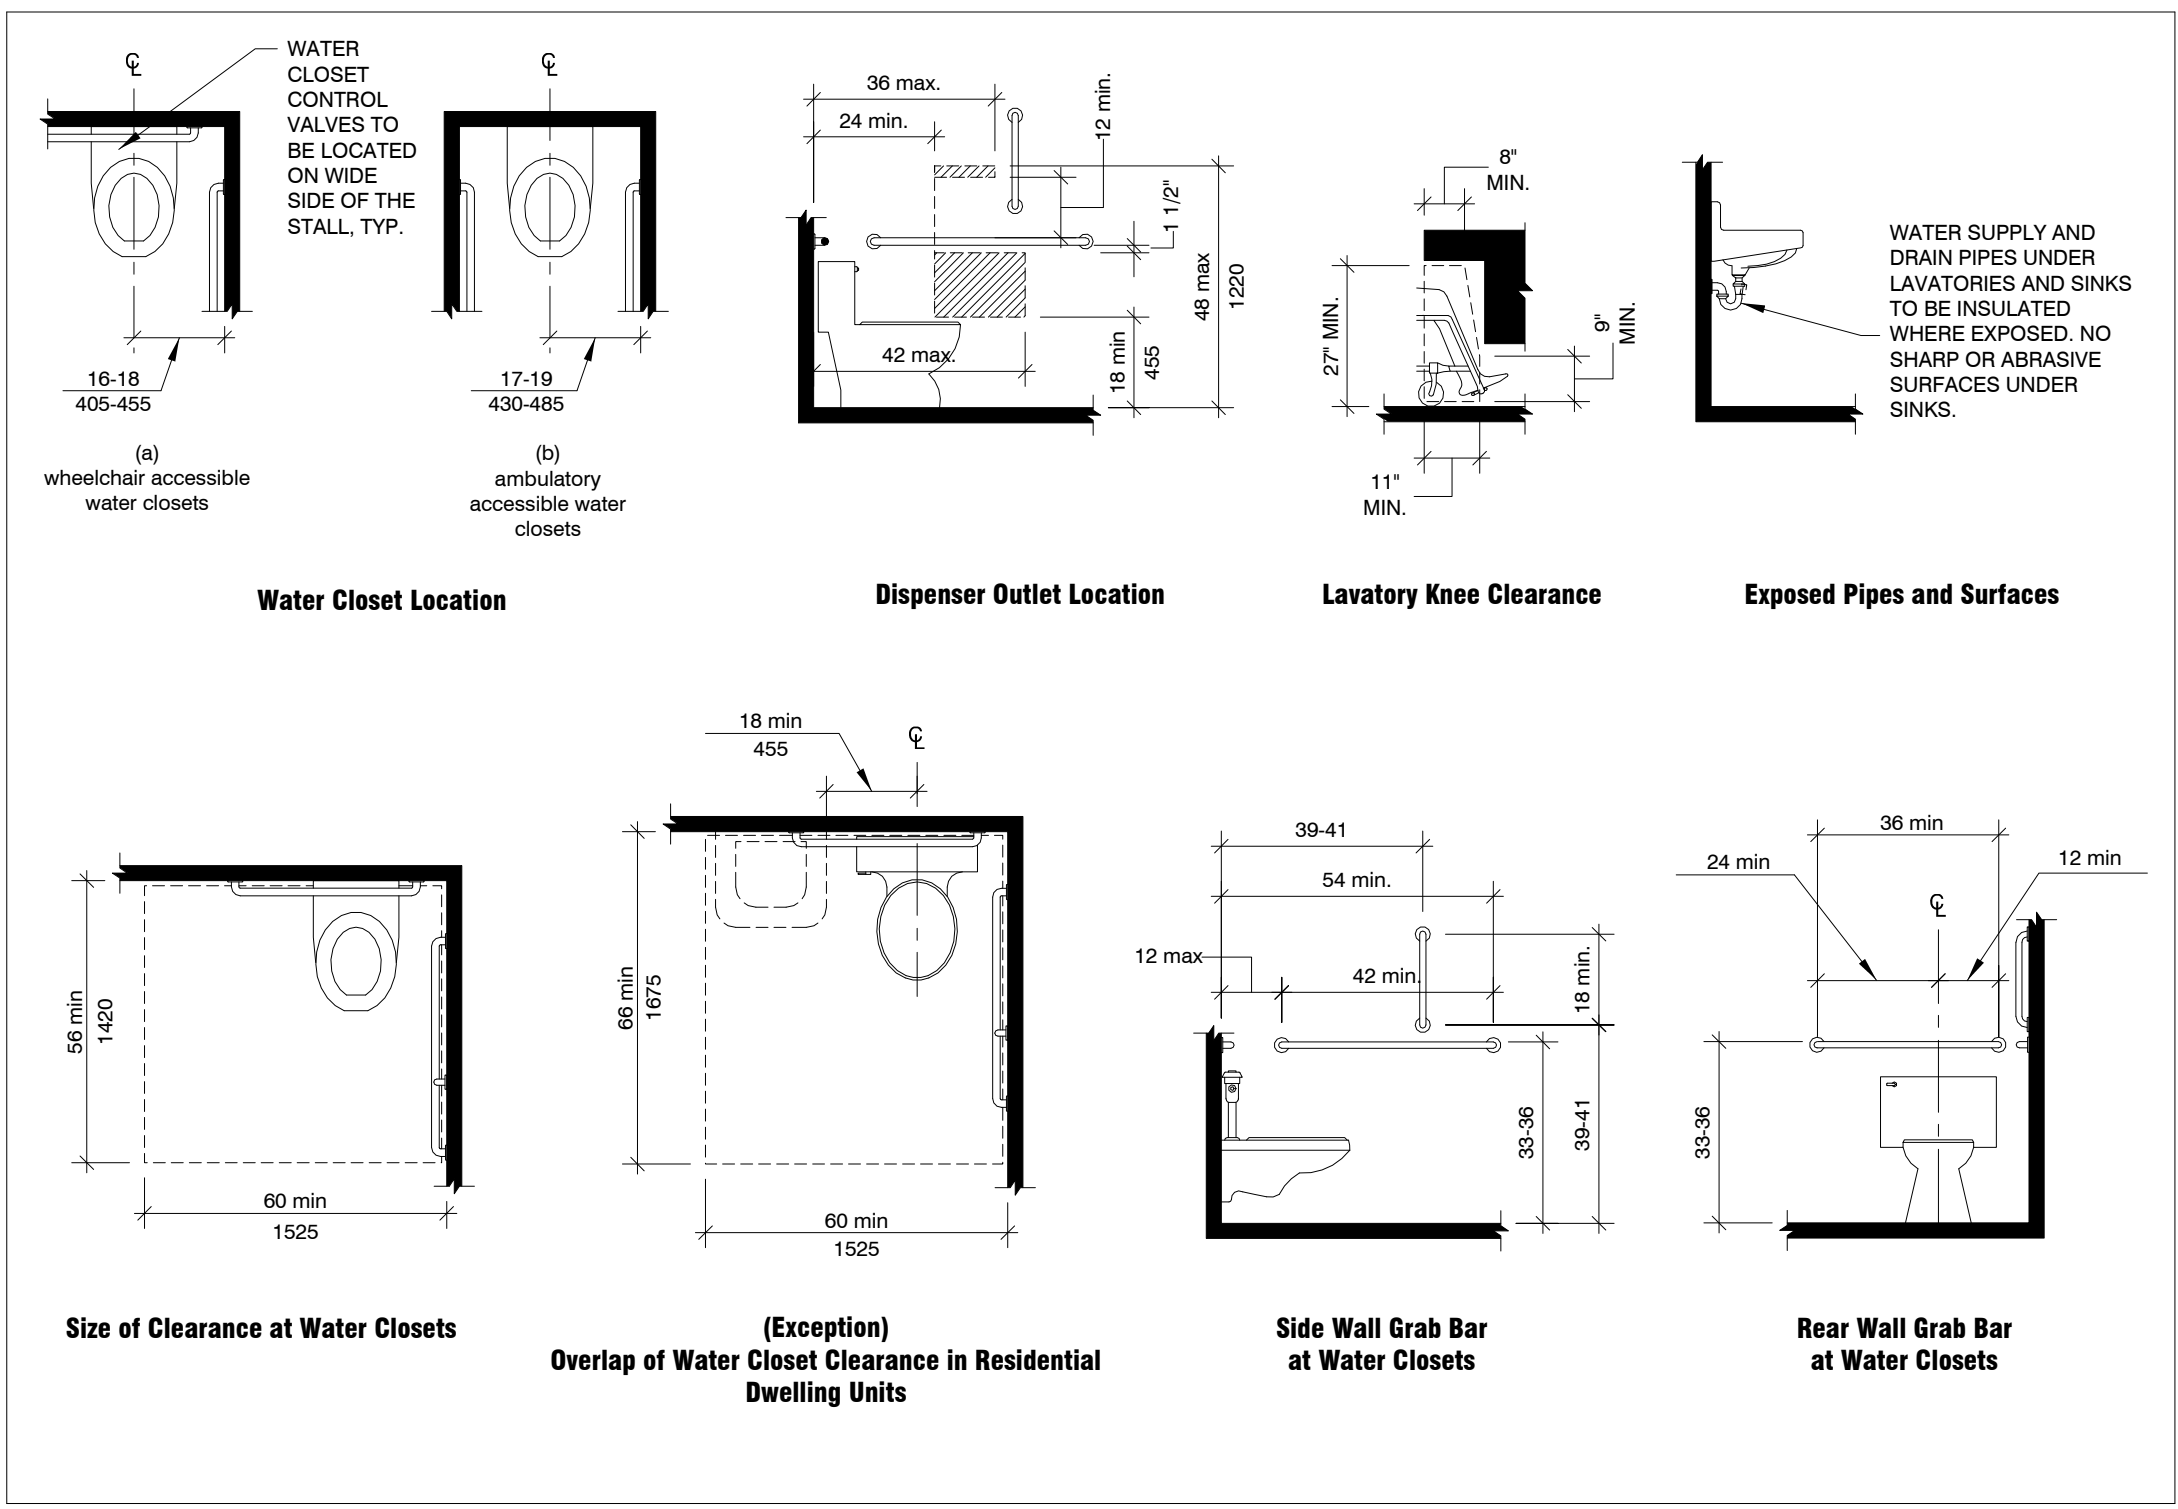 ℄
WATER
CLOSET
CONTROL
VALVES TO
BE LOCATED
ON WIDE
SIDE OF THE
STALL, TYP.
16-18
405-455
(a)
wheelchair accessible
water closets
℄
17-19
430-485
(b)
ambulatory
accessible water
closets
Water Closet Location
36 max.
24 min.
12 min.
1 1/2"
48 max
1220
42 max.
18 min
455
Dispenser Outlet Location
8"
MIN.
27" MIN.
9"
MIN.
11"
MIN.
Lavatory Knee Clearance
WATER SUPPLY AND
DRAIN PIPES UNDER
LAVATORIES AND SINKS
TO BE INSULATED
WHERE EXPOSED. NO
SHARP OR ABRASIVE
SURFACES UNDER
SINKS.
Exposed Pipes and Surfaces
56 min
1420
60 min
1525
Size of Clearance at Water Closets
18 min
455
℄
66 min
1675
60 min
1525
(Exception)
Overlap of Water Closet Clearance in Residential
Dwelling Units
39-41
54 min.
12 max
42 min.
18 min.
33-36
39-41
Side Wall Grab Bar
at Water Closets
36 min
24 min
12 min
℄
33-36
Rear Wall Grab Bar
at Water Closets